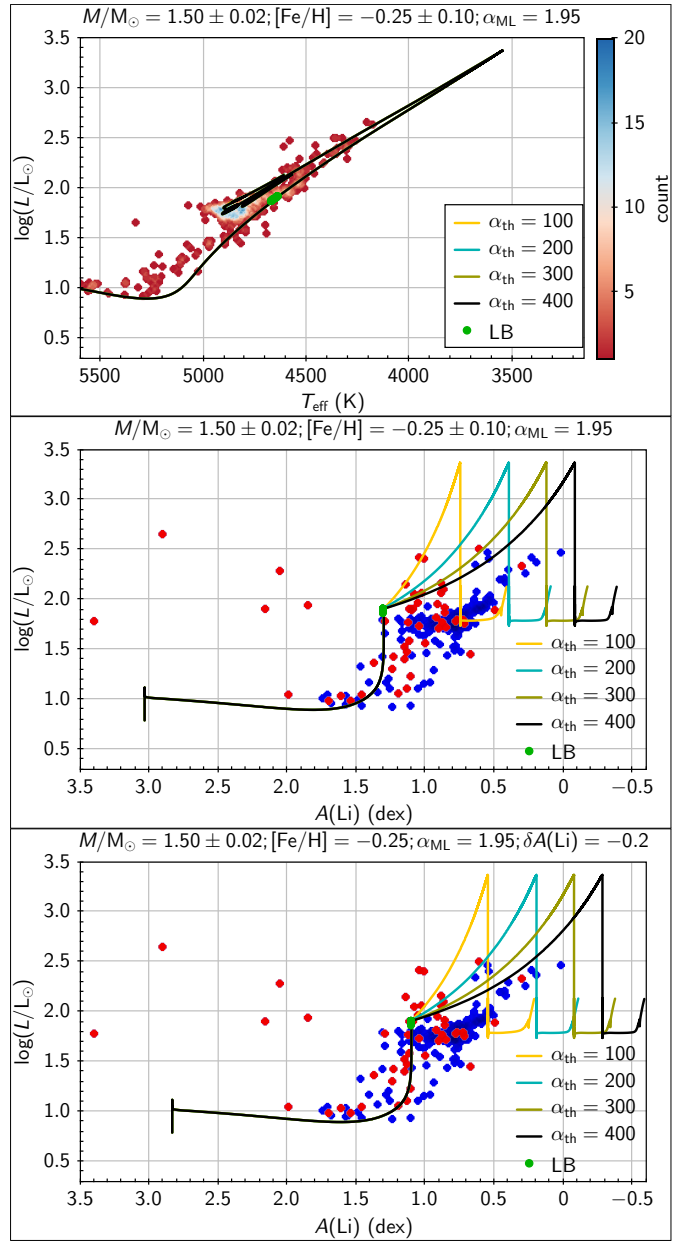 M/M⊙ = 1.50 ± 0.02; [Fe/H] = −0.25 ± 0.10; αML = 1.95
3.5
3.0
2.5
2.0
1.5
1.0
0.5
log(L/L⊙)
5500
5000
4500
4000
3500
Teff (K)
αth = 100
αth = 200
αth = 300
αth = 400
LB
20
15
10
5
count
M/M⊙ = 1.50 ± 0.02; [Fe/H] = −0.25 ± 0.10; αML = 1.95
3.5
3.0
2.5
2.0
1.5
1.0
0.5
log(L/L⊙)
αth = 100
αth = 200
αth = 300
αth = 400
LB
3.5
3.0
2.5
2.0
1.5
1.0
0.5
0
−0.5
A(Li) (dex)
M/M⊙ = 1.50 ± 0.02; [Fe/H] = −0.25; αML = 1.95; δA(Li) = −0.2
3.5
3.0
2.5
2.0
1.5
1.0
0.5
log(L/L⊙)
αth = 100
αth = 200
αth = 300
αth = 400
LB
3.5
3.0
2.5
2.0
1.5
1.0
0.5
0
−0.5
A(Li) (dex)